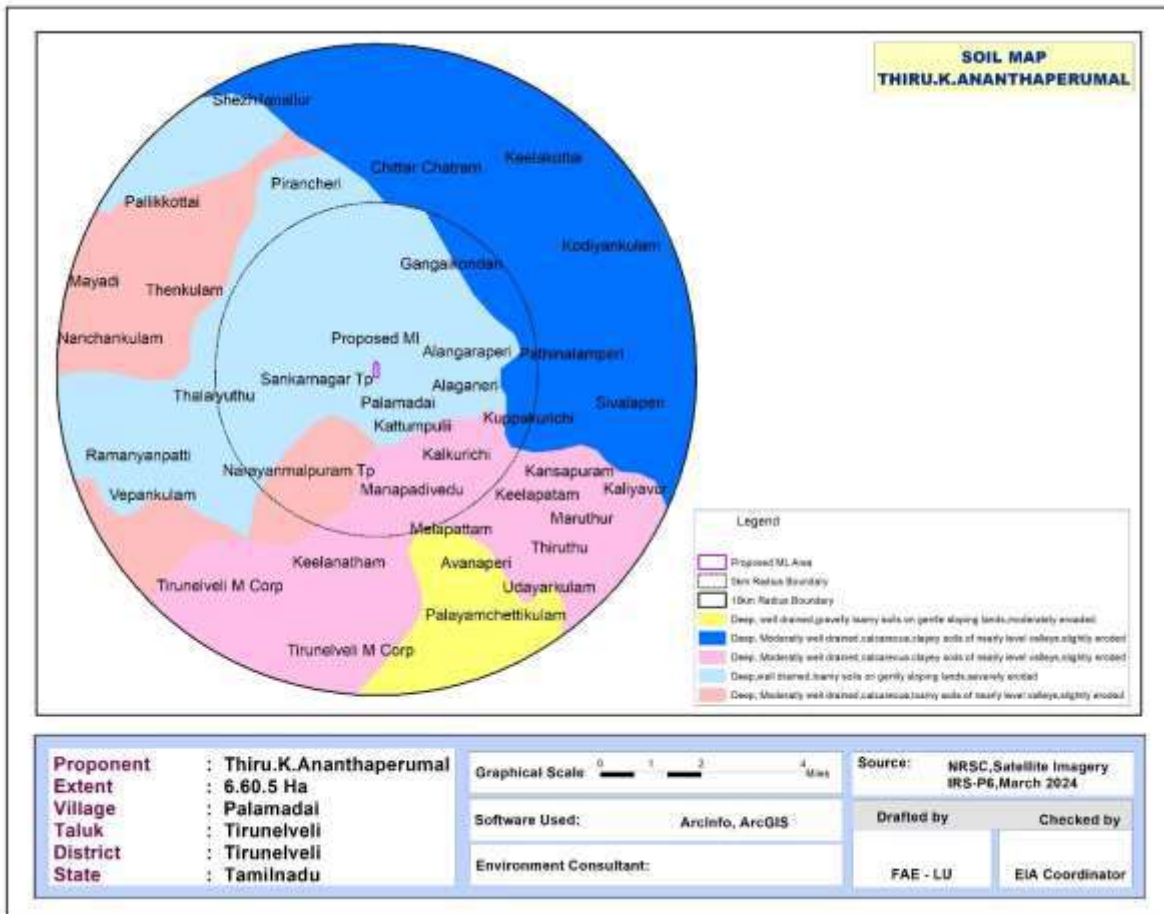 SOIL MAP
THIRU.K.ANANTHAPERUMAL
Chittar Chatram
Keelakottai
Pirancheri
Pallikkottai
Kodiyankulam
Gangaikondan
Mayadi
Thenkulam
Nanchankulam
Proposed Ml
Alangaraperi
Pathinalamperi
Sankarnagar Tp
Alaganeri
Thalaiyuthu
Palamadai
Sivalaperi
Kattumpulii
Kuppakurichi
Ramanyanpatti
Kalkurichi
Narayanmalpuram Tp
Kansapuram
Vepankulam
Manapadivedu
Keelapatam
Kaliyavur
Maruthur
Melapattam
Thiruthu
Keelanatham
Avanaperi
Tirunelveli M Corp
Udayarkulam
Palayamchettikulam
Tirunelveli M Corp
Legend
Proposed ML Area
5km Radius Boundary
10km Radius Boundary
Deep, well drained,gravelly loamy soils on gentle sloping lands,moderately eroded
Deep, Moderately well drained,calcareous,clayey soils of nearly level valleys,slightly eroded
Deep, Moderately well drained,calcareous,clayey soils of nearly level valleys,slightly eroded
Deep,well drained,loamy soils on gently sloping lands,severely eroded
Deep, Moderately well drained,calcareous,loamy soils of nearly level valleys,slightly eroded
Proponent : Thiru.K.Ananthaperumal
Extent : 6.60.5 Ha
Village : Palamadai
Taluk : Tirunelveli
District : Tirunelveli
State : Tamilnadu
Graphical Scale 0 1 2 4 Miles
Software Used: ArcInfo, ArcGIS
Environment Consultant:
Source: NRSC,Satellite Imagery
IRS-P6,March 2024
Drafted by
Checked by
FAE - LU
EIA Coordinator